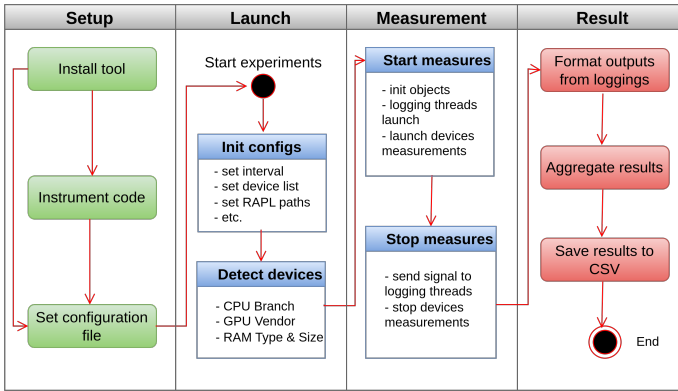 Setup
Launch
Measurement
Result
Install tool
Instrument code
Set configuration
file
Start experiments
Init configs
- set interval
- set device list
- set RAPL paths
- etc.
Detect devices
- CPU Branch
- GPU Vendor
- RAM Type & Size
Start measures
- init objects
- logging threads
launch
- launch devices
measurements
Stop measures
- send signal to
logging threads
- stop devices
measurements
Format outputs
from loggings
Aggregate results
Save results to
CSV
End